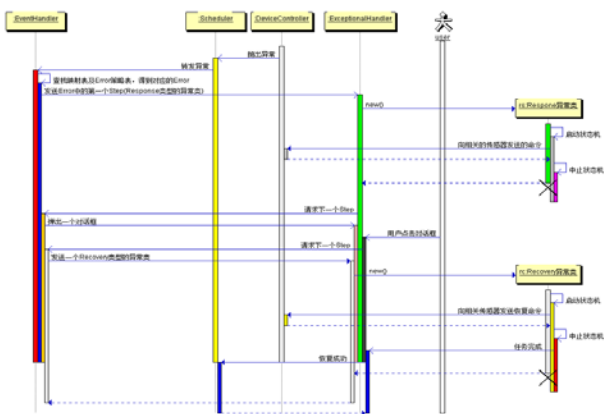 :EventHandler
:Scheduler
:DeviceController
:ExceptionalHandler
user
抛出异常
转发异常
查找映射表及Error策略表，得到对应的Error
发送Error的第一个Step(Response类型的异常类)
new()
rs:Respone异常类
启动状态机
向相关的传感器发送的命令
中止状态机
请求下一个Step
弹出一个对话框
用户点击对话框
请求下一个Step
发送一个Recovery类型的异常类
new()
rc:Recovery异常类
启动状态机
向相关传感器发送恢复命令
中止状态机
任务完成
恢复成功